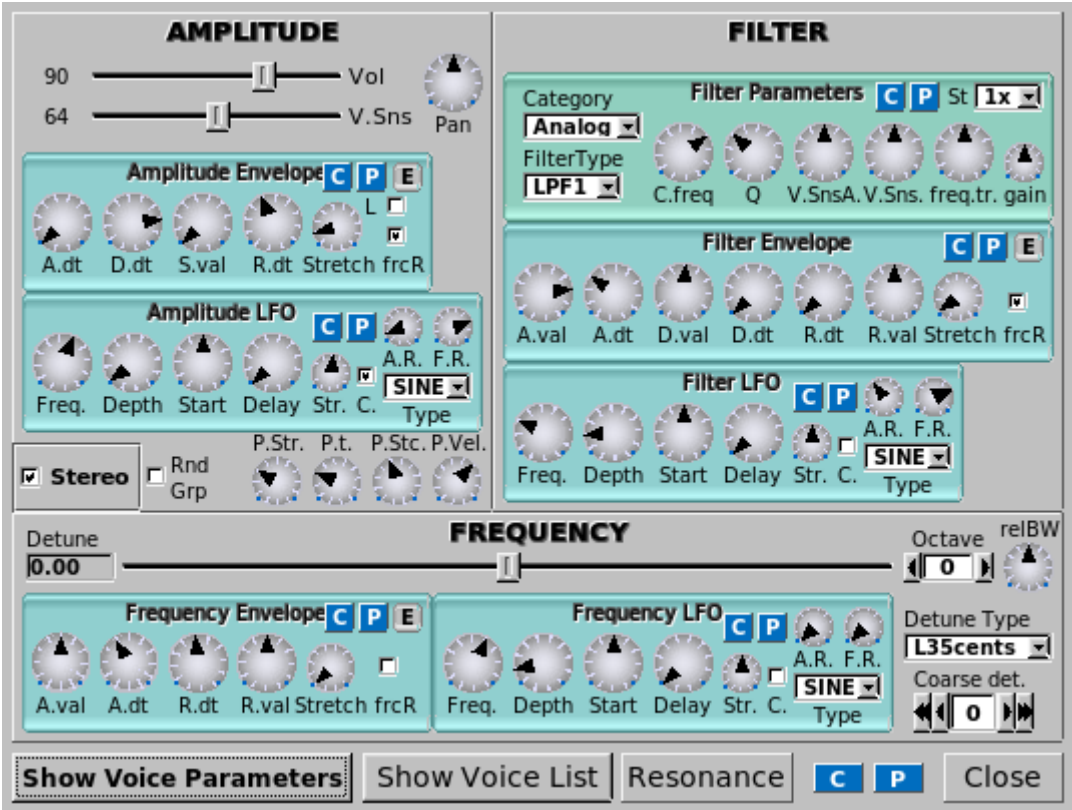 AMPLITUDE
90 Vol
64 V.Sns
Pan
Amplitude Envelope C P E
L
A.dt D.dt S.val R.dt Stretch frcR
Amplitude LFO C P
A.R. F.R.
SINE
Freq. Depth Start Delay Str. C. Type
Stereo
Rnd
Grp
P.Str. P.t. P.Stc. P.Vel.
FILTER
Filter Parameters C P St 1x
Category
Analog
FilterType
LPF1
C.freq Q V.SnsA. V.Sns. freq.tr. gain
Filter Envelope C P E
A.val A.dt D.val D.dt R.dt R.val Stretch frcR
Filter LFO C P
A.R. F.R.
SINE
Freq. Depth Start Delay Str. C. Type
FREQUENCY
Detune
0.00
Octave
0
relBW
Frequency Envelope C P E
A.val A.dt R.dt R.val Stretch frcR
Frequency LFO C P
A.R. F.R.
SINE
Freq. Depth Start Delay Str. C. Type
Detune Type
L35cents
Coarse det.
0
Show Voice Parameters Show Voice List Resonance C P Close